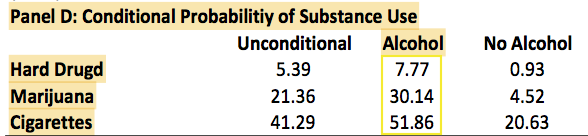 Panel D: Conditional Probabilitiy of Substance Use
Unconditional Alcohol No Alcohol
Hard Drugd 5.39 7.77 0.93
Marijuana 21.36 30.14 4.52
Cigarettes 41.29 51.86 20.63